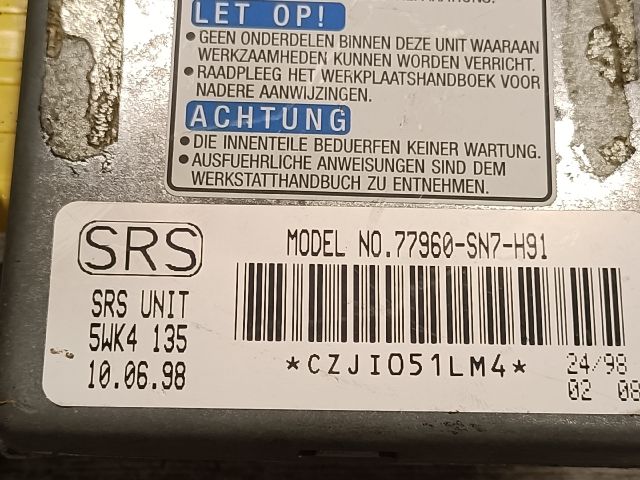 LET OP!
• GEEN ONDERDELEN BINNEN DEZE UNIT WAARAAN
WERKZAAMHEDEN KUNNEN WORDEN VERRICHT.
• RAADPLEEG HET WERKPLAATSHANDBOEK VOOR
NADERE AANWIJZINGEN.
ACHTUNG
• DIE INNENTEILE BEDUERFEN KEINER WARTUNG.
• AUSFUEHRLICHE ANWEISUNGEN SIND DEM
WERKSTATTHANDBUCH ZU ENTNEHMEN.
SRS
MODEL NO.77960-SN7-H91
SRS UNIT
5WK4 135
10.06.98
*CZJIO51LM4*
24/98
02 08